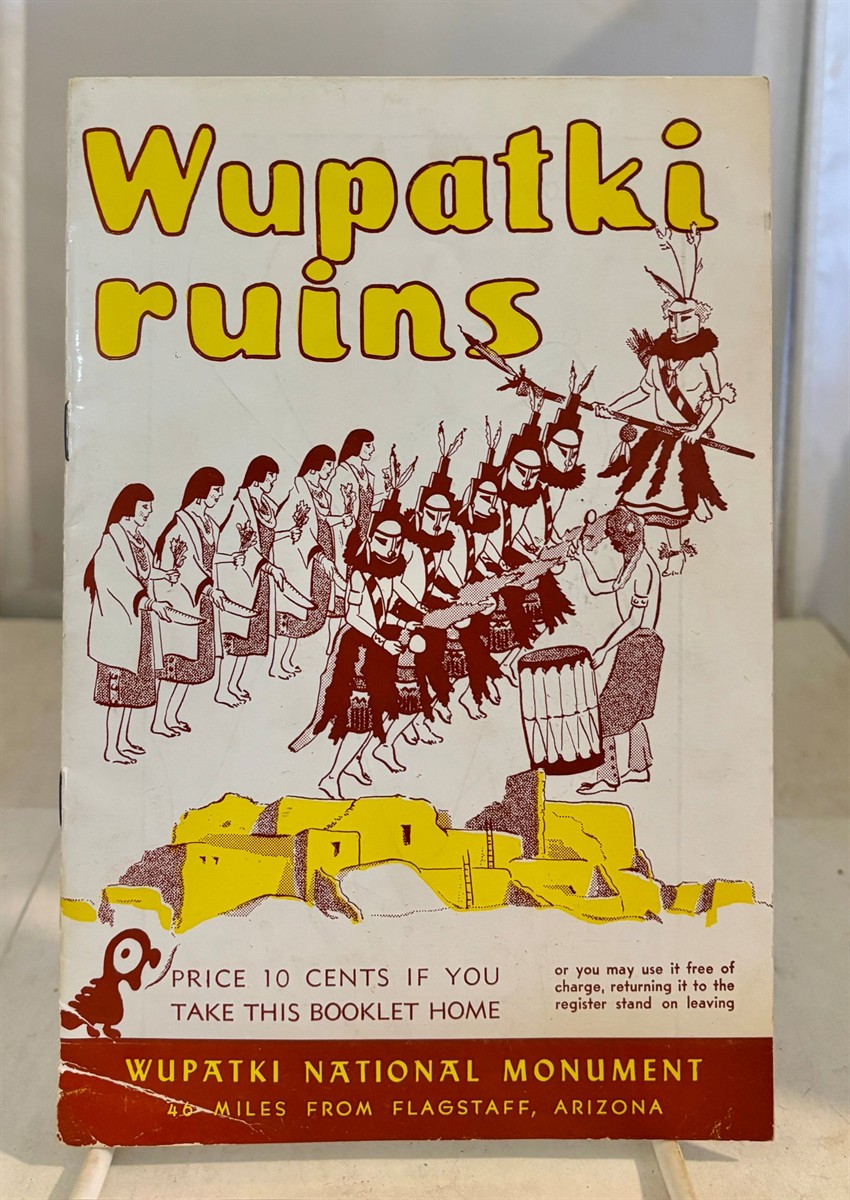 Wupatki
ruins
PRICE 10 CENTS IF YOU
TAKE THIS BOOKLET HOME
or you may use it free of
charge, returning it to the
register stand on leaving
WUPATKI NATIONAL MONUMENT
46 MILES FROM FLAGSTAFF, ARIZONA